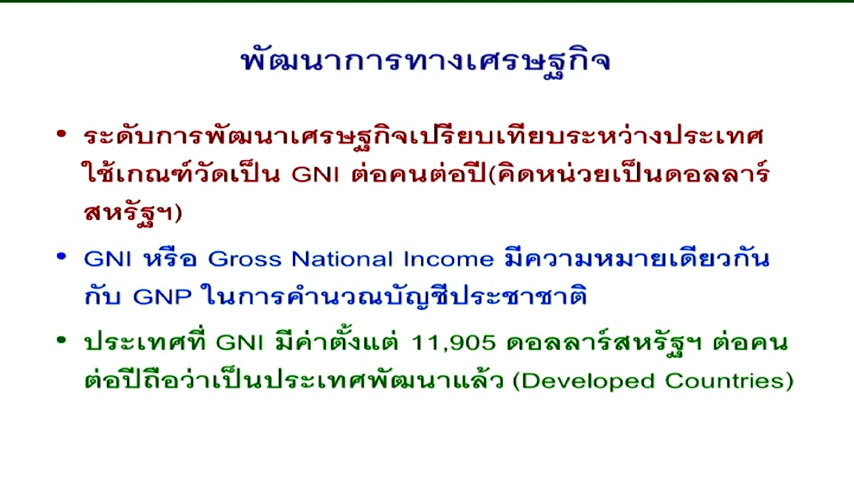 พัฒนาการทางเศรษฐกิจ
• ระดับการพัฒนาเศรษฐกิจเปรียบเทียบระหว่างประเทศ
ใช้เกณฑ์วัดเป็น GNI ต่อคนต่อปี(คิดหน่วยเป็นดอลลาร์
สหรัฐฯ)
• GNI หรือ Gross National Income มีความหมายเดียวกัน
กับ GNP ในการคำนวณบัญชีประชาชาติ
• ประเทศที่ GNI มีค่าตั้งแต่ 11,905 ดอลลาร์สหรัฐฯ ต่อคน
ต่อปีถือว่าเป็นประเทศพัฒนาแล้ว (Developed Countries)